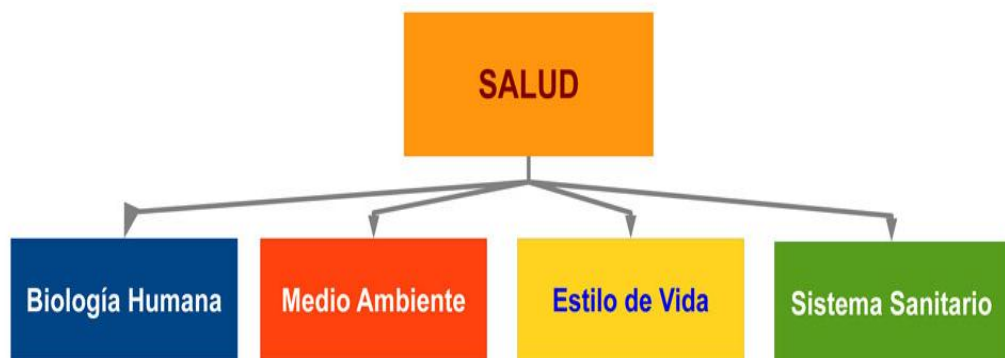 SALUD
Biología Humana
Medio Ambiente
Estilo de Vida
Sistema Sanitario